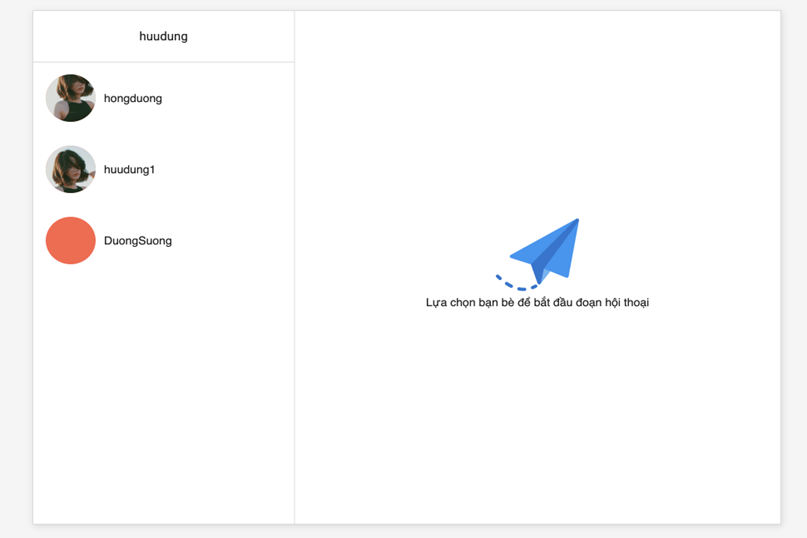 huudung
hongduong
huudung1
DuongSuong
Lựa chọn bạn bè để bắt đầu đoạn hội thoại